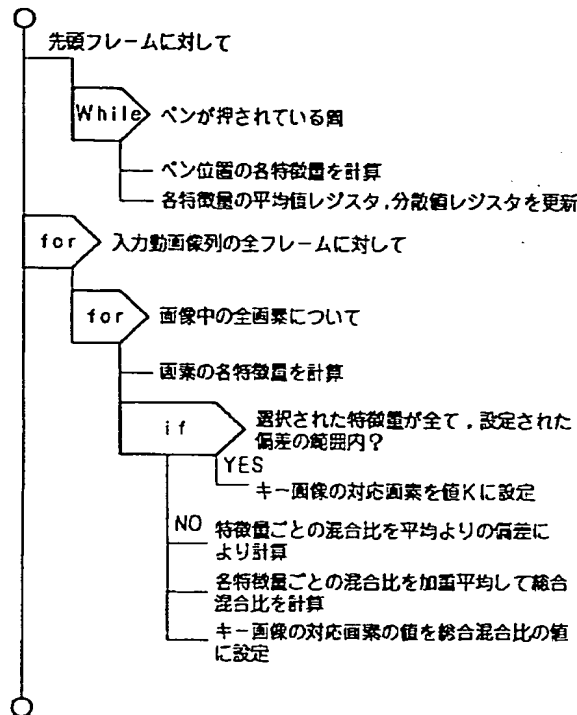 先頭フレームに対して
While ペンが押されている間
ペン位置の各特徴量を計算
各特徴量の平均値レジスタ,分散値レジスタを更新
for 入力動画像列の全フレームに対して
for 画像中の全画素について
画素の各特徴量を計算
if 選択された特徴量が全て,設定された
偏差の範囲内?
YES
キー画像の対応画素を値Kに設定
NO 特徴量ごとの混合比を平均よりの偏差に
より計算
各特徴量ごとの混合比を加重平均して総合
混合比を計算
キー画像の対応画素の値を総合混合比の値
に設定